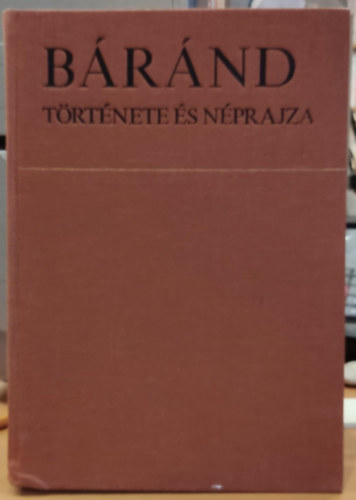 BÁRÁND
TÖRTÉNETE ÉS NÉPRAJZA